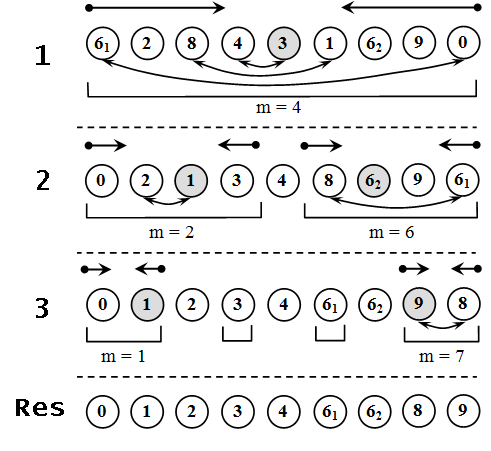 1 6₁ 2 8 4 3 1 6₂ 9 0
m = 4
2 0 2 1 3 4 8 6₂ 9 6₁
m = 2 m = 6
3 0 1 2 3 4 6₁ 6₂ 9 8
m = 1 m = 7
Res 0 1 2 3 4 6₁ 6₂ 8 9